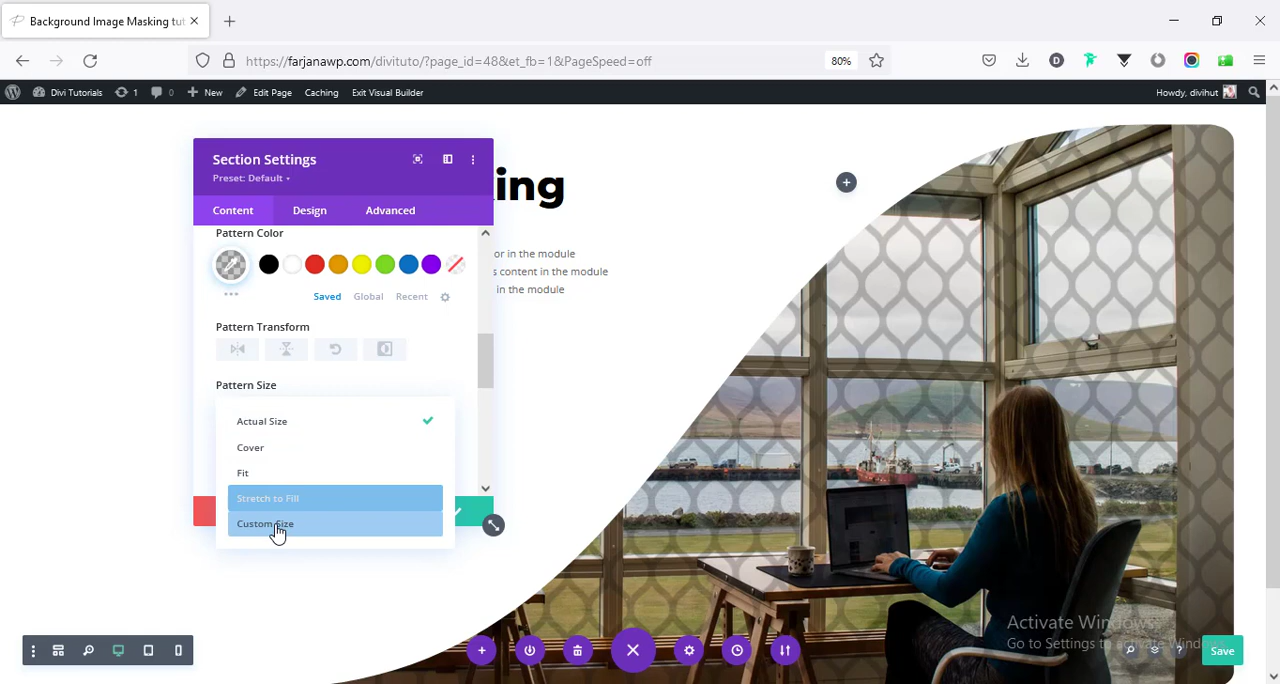 Background Image Masking tut
https://farjanawp.com/divituto/?page_id=48&et_fb=1&PageSpeed=off
80%
D
Divi Tutorials
1
0
New
Edit Page
Caching
Exit Visual Builder
Howdy, divihut
Section Settings
Preset: Default
Content
Design
Advanced
king
Pattern Color
or in the module
s content in the module
in the module
Saved
Global
Recent
Pattern Transform
Pattern Size
Actual Size
Cover
Fit
Stretch to Fill
Custom Size
Activate Windows
Go to Settings to activate Windows
?
Save